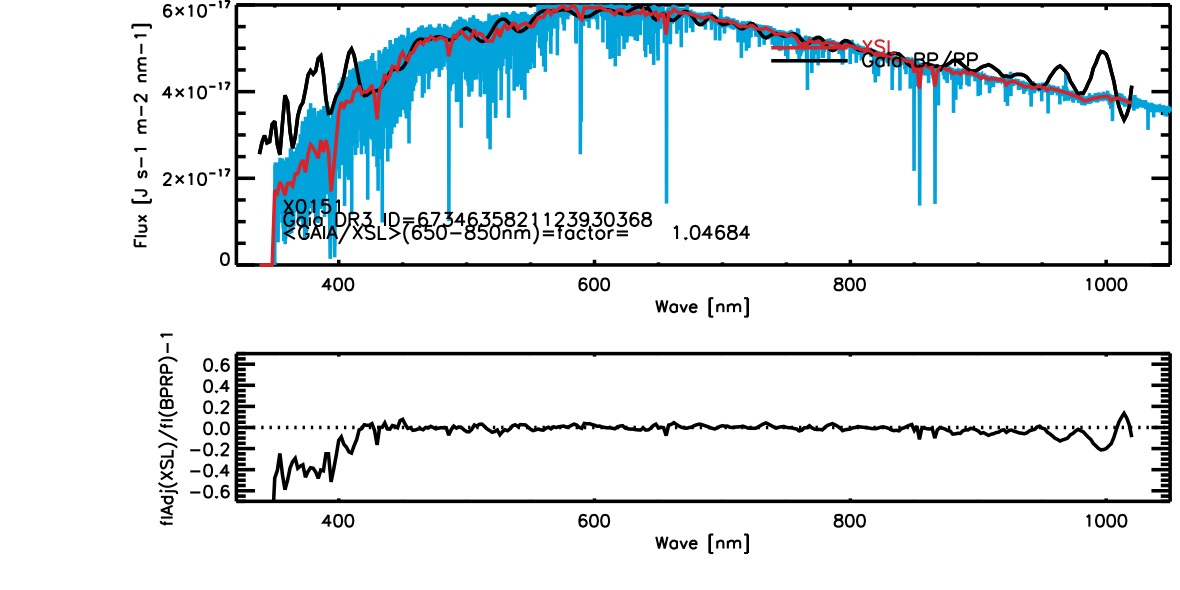 6×10−17
4×10−17
2×10−17
0
Flux [J s−1 m−2 nm−1]
XSL
Gaia BP/RP
X0151
Gaia DR3 ID=6734635821123930368
<GAIA/XSL>(650−850nm)=factor= 1.04684
400 600 800 1000
Wave [nm]
0.6
0.4
0.2
0.0
−0.2
−0.4
−0.6
flAdj(XSL)/fl(BPRP)−1
400 600 800 1000
Wave [nm]